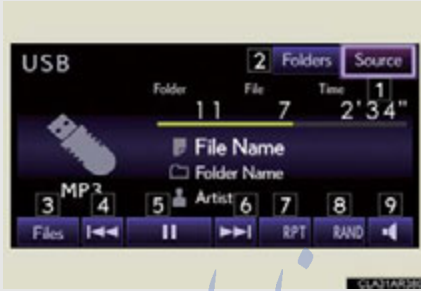 USB 2 Folders Source
Folder File Time 1
11 7 2'34"
File Name
Folder Name
MP3 Artist
3 4 5 6 7 8 9
Files RPT RAND
CLA31AR380